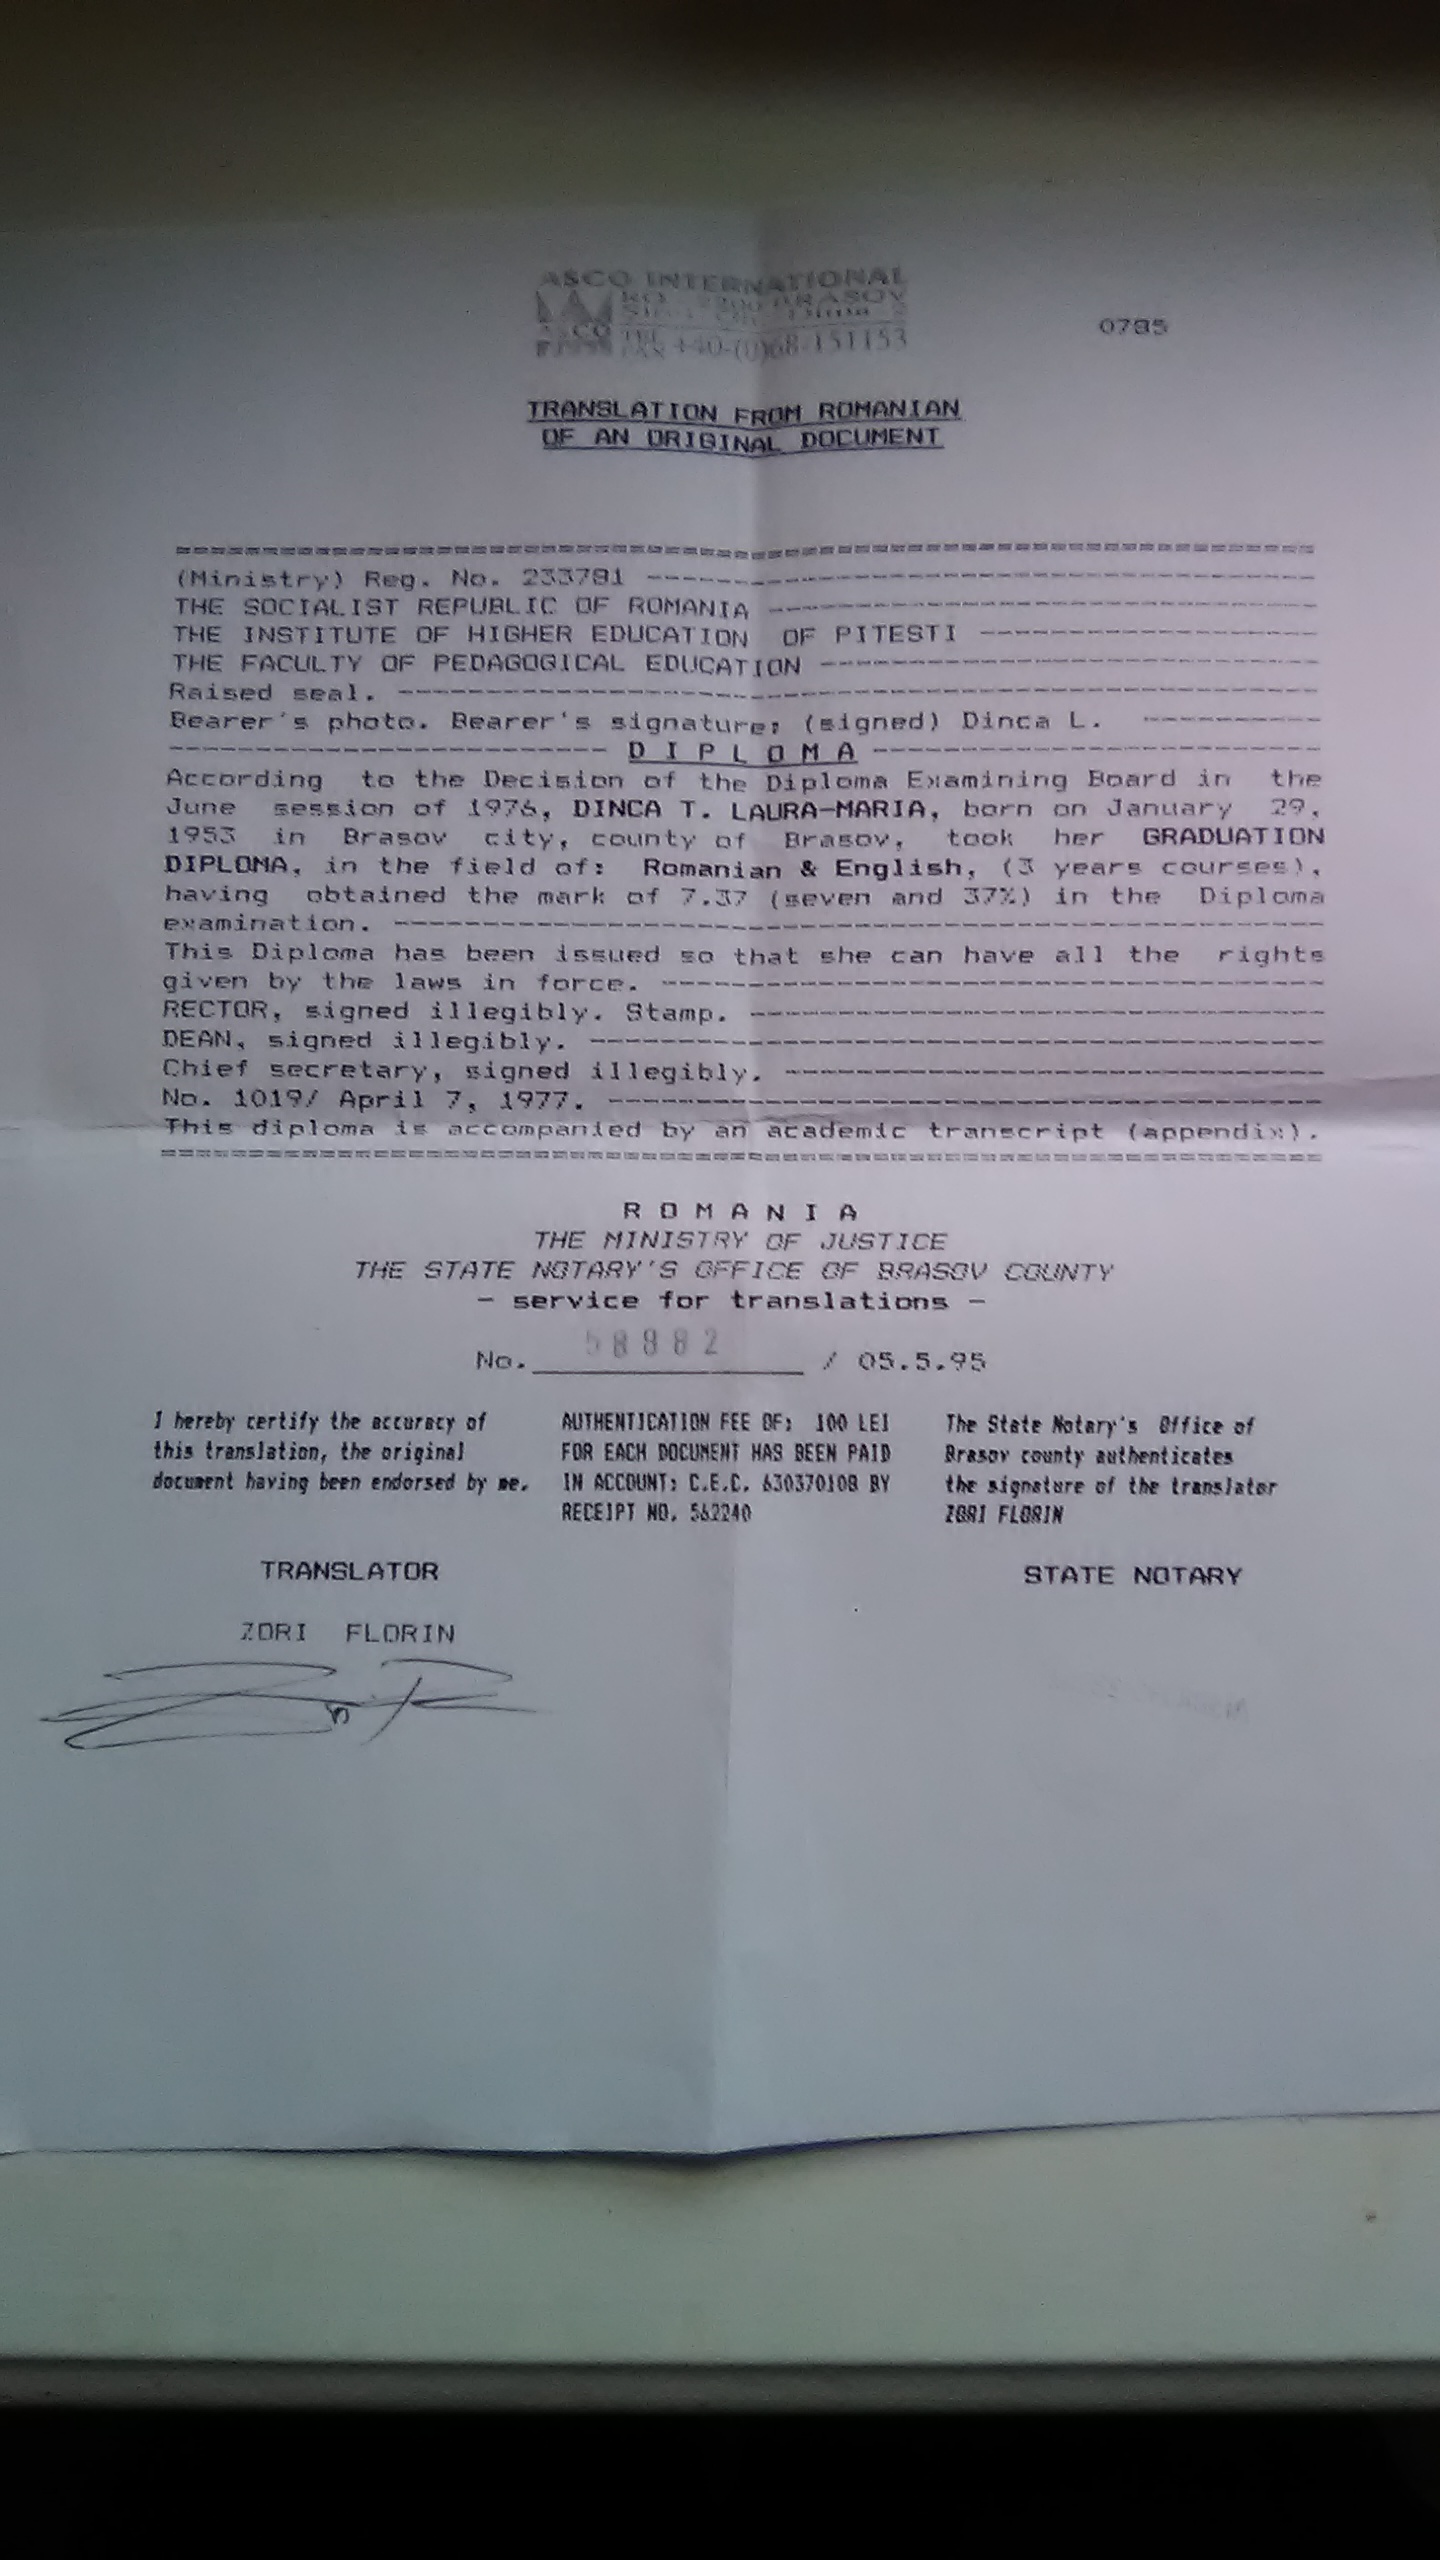 ASCO INTERNATIONAL
BRASOV
ASCO
FAX +40-(0)68-151153
0785
TRANSLATION FROM ROMANIAN
OF AN ORIGINAL DOCUMENT
(Ministry) Reg. No. 233781
THE SOCIALIST REPUBLIC OF ROMANIA
THE INSTITUTE OF HIGHER EDUCATION OF PITESTI
THE FACULTY OF PEDAGOGICAL EDUCATION
Raised seal.
Bearer's photo. Bearer's signature: (signed) Dinca L.
D I P L O M A
According to the Decision of the Diploma Examining Board in the
June session of 1976, DINCA T. LAURA-MARIA, born on January 29,
1953 in Brasov city, county of Brasov, took her GRADUATION
DIPLOMA, in the field of: Romanian & English, (3 years courses),
having obtained the mark of 7.37 (seven and 37%) in the Diploma
examination.
This Diploma has been issued so that she can have all the rights
given by the laws in force.
RECTOR, signed illegibly. Stamp.
DEAN, signed illegibly.
Chief secretary, signed illegibly.
No. 1019/ April 7, 1977.
This diploma is accompanied by an academic transcript (appendix).
R O M A N I A
THE MINISTRY OF JUSTICE
THE STATE NOTARY'S OFFICE OF BRASOV COUNTY
- service for translations -
No. 58882 / 05.5.95
I hereby certify the accuracy of
this translation, the original
document having been endorsed by me.
AUTHENTICATION FEE OF: 100 LEI
FOR EACH DOCUMENT HAS BEEN PAID
IN ACCOUNT: C.E.C. 630370108 BY
RECEIPT NO. 562240
The State Notary's Office of
Brasov county authenticates
the signature of the translator
ZORI FLORIN
TRANSLATOR
STATE NOTARY
ZORI FLORIN